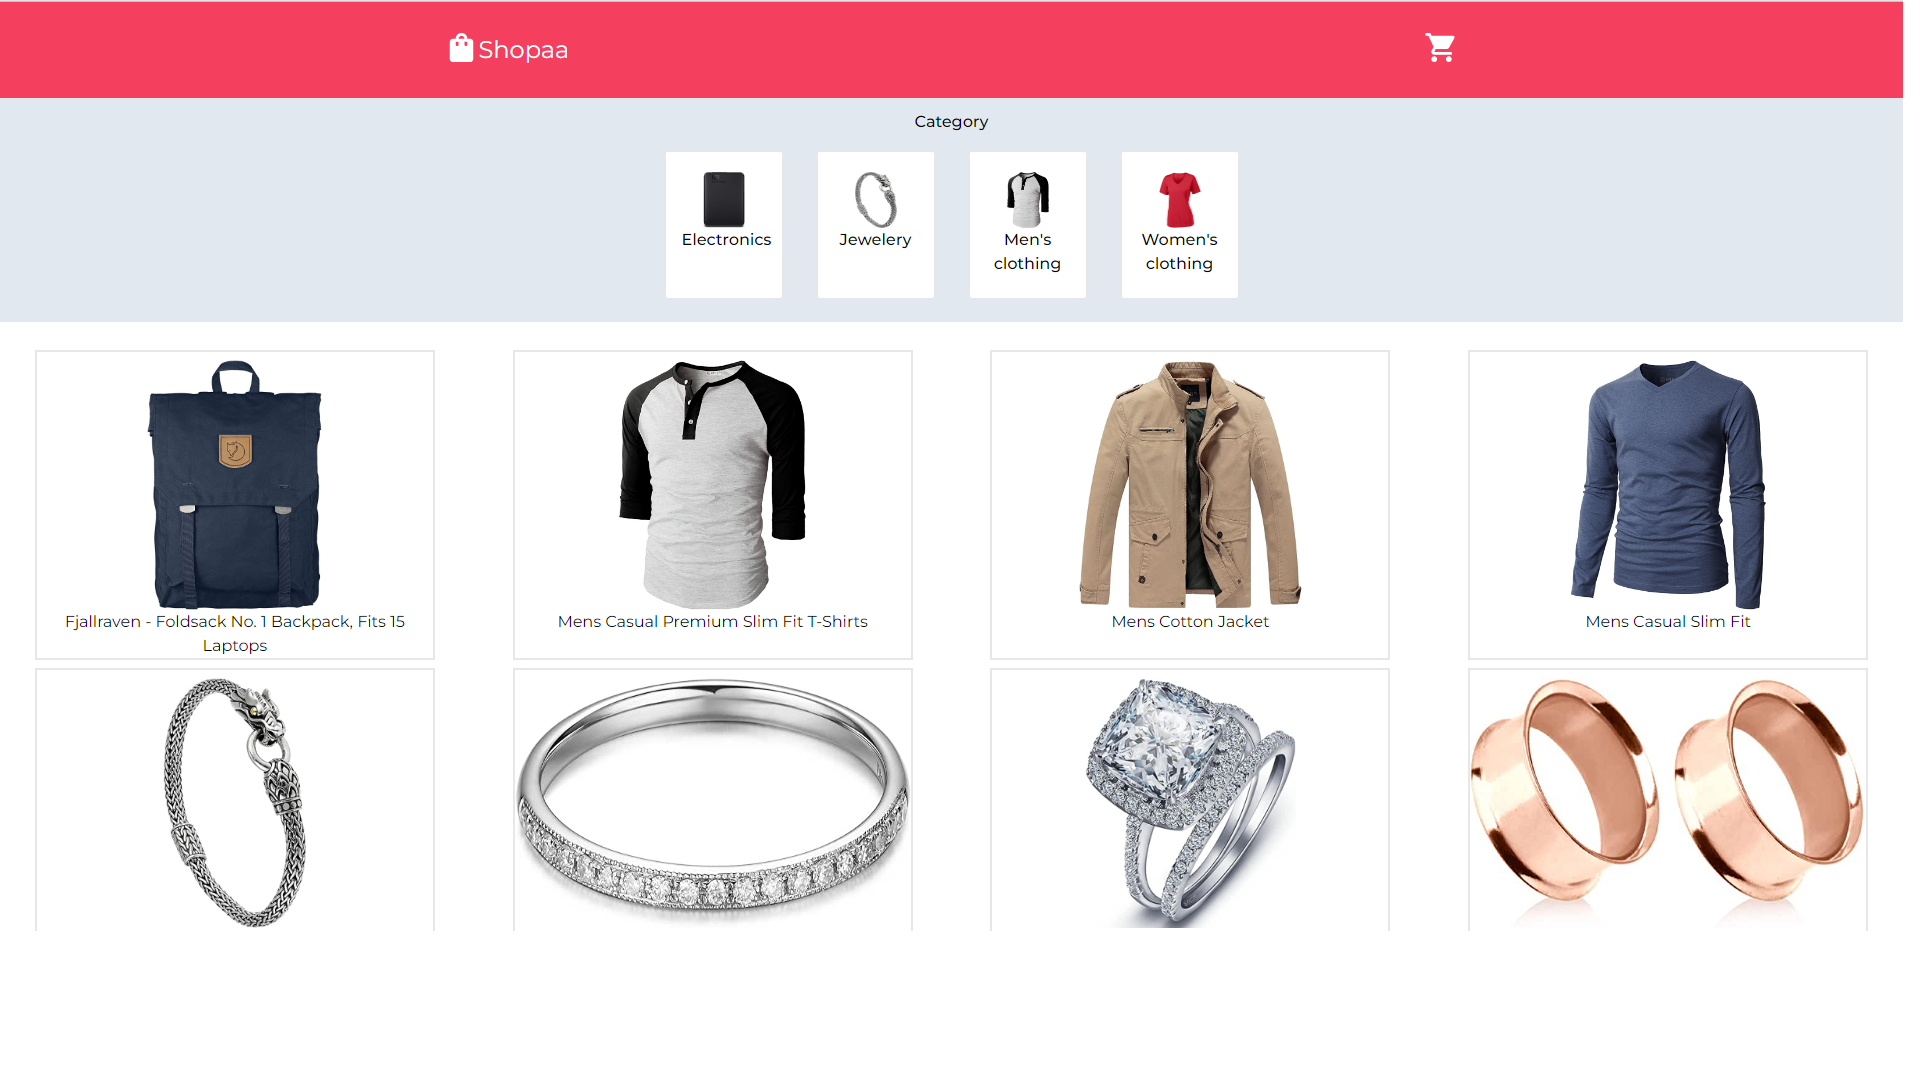 Shopaa
Category
Electronics
Jewelery
Men's
clothing
Women's
clothing
Fjallraven - Foldsack No. 1 Backpack, Fits 15
Laptops
Mens Casual Premium Slim Fit T-Shirts
Mens Cotton Jacket
Mens Casual Slim Fit